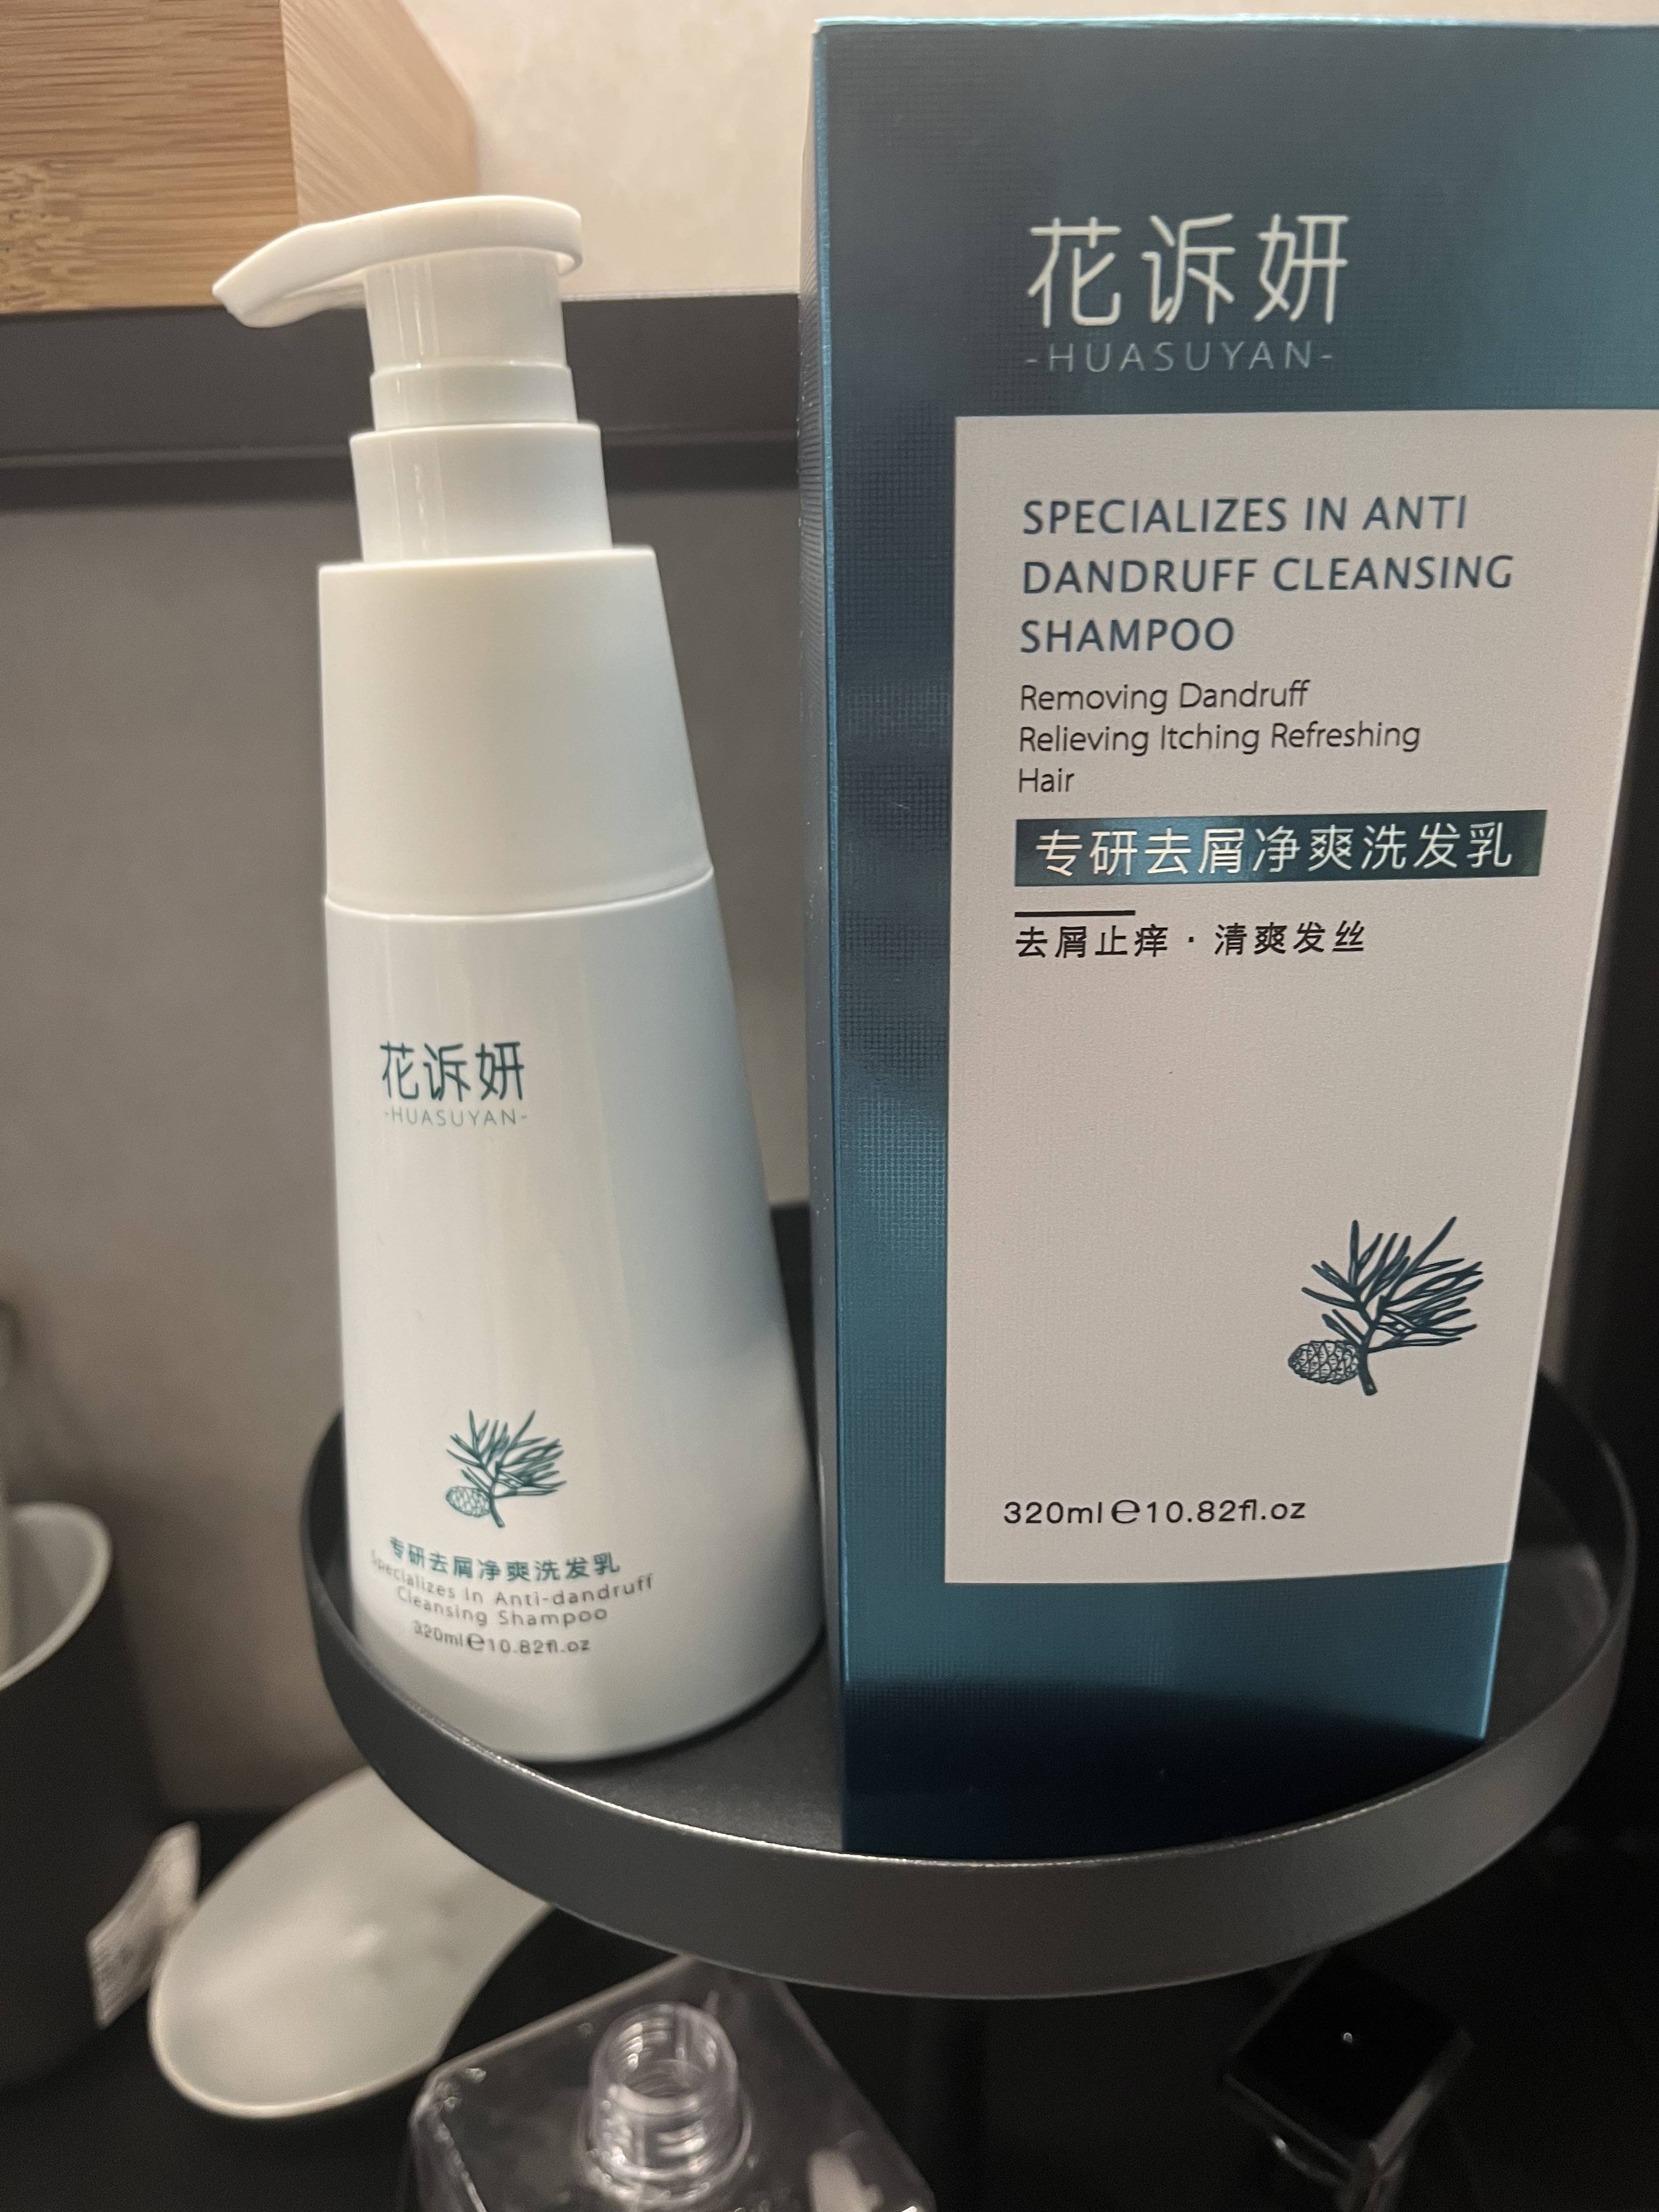 花诉妍
-HUASUYAN-
SPECIALIZES IN ANTI
DANDRUFF CLEANSING
SHAMPOO
Removing Dandruff
Relieving Itching Refreshing
Hair
专研去屑净爽洗发乳
去屑止痒·清爽发丝
320ml℮10.82fl.oz
花诉妍
-HUASUYAN-
专研去屑净爽洗发乳
Specializes In Anti-dandruff
Cleansing Shampoo
320ml℮10.82fl.oz